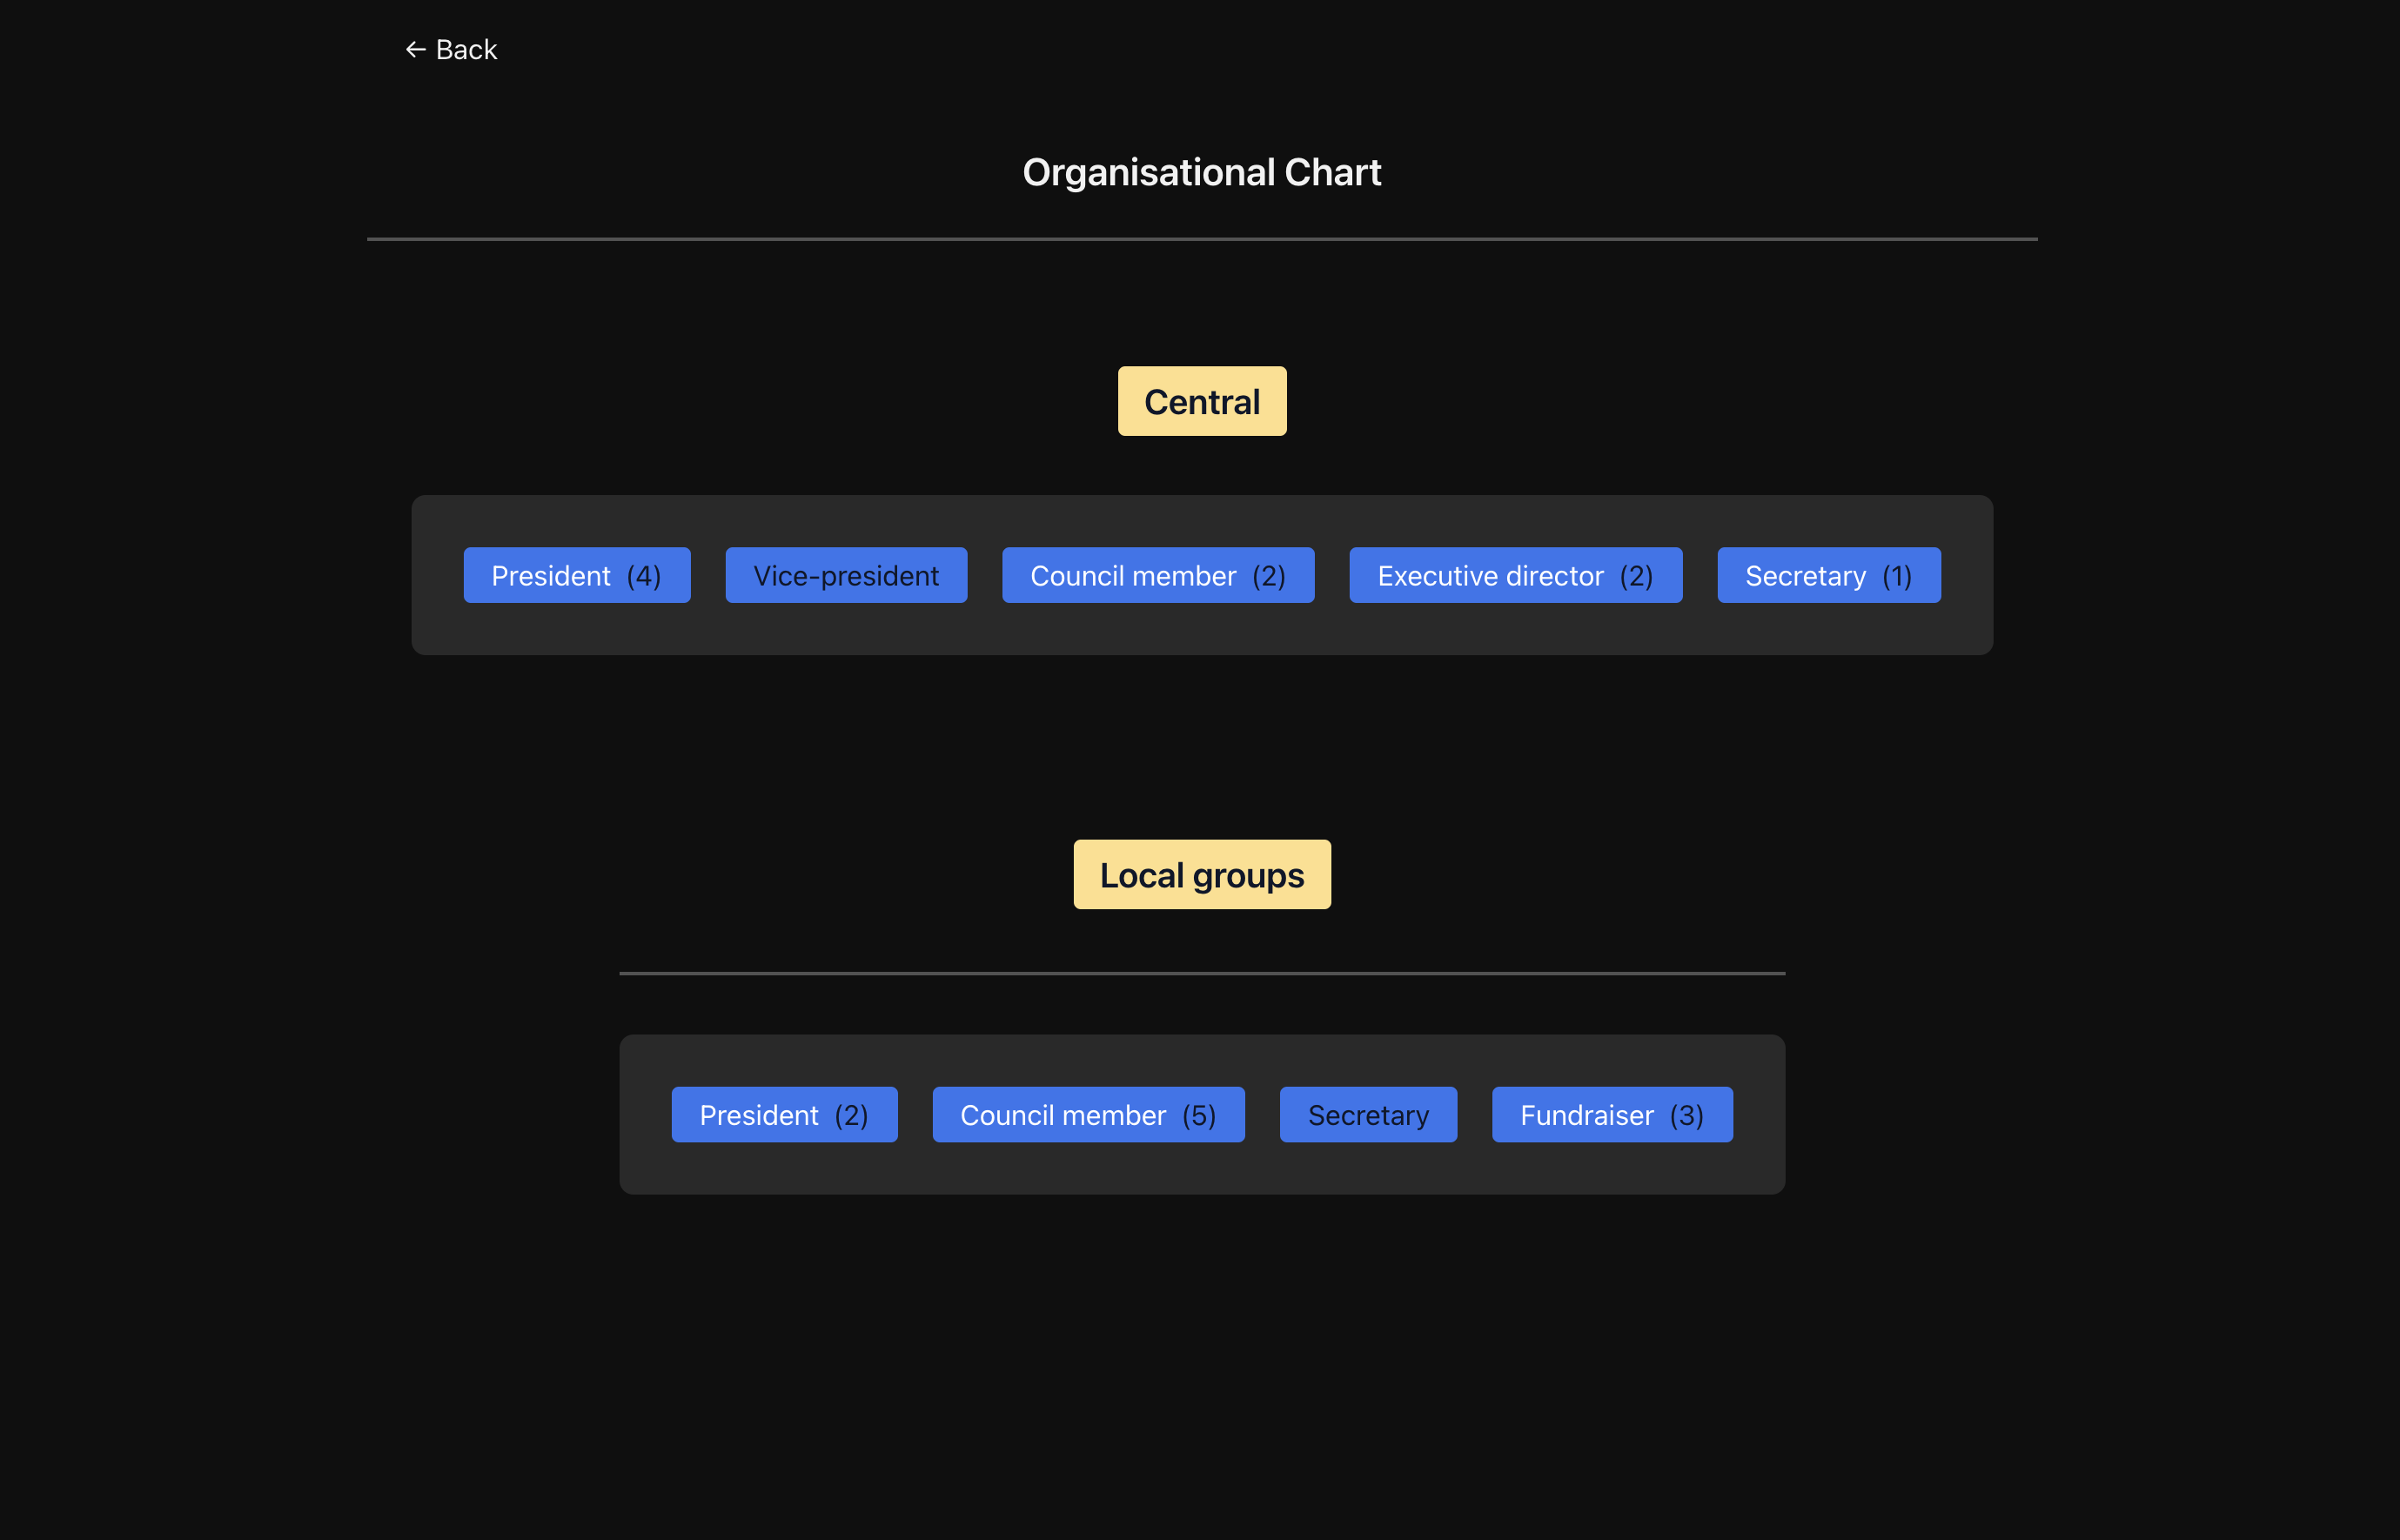 ← Back
Organisational Chart
Central
President (4) Vice-president Council member (2) Executive director (2) Secretary (1)
Local groups
President (2) Council member (5) Secretary Fundraiser (3)